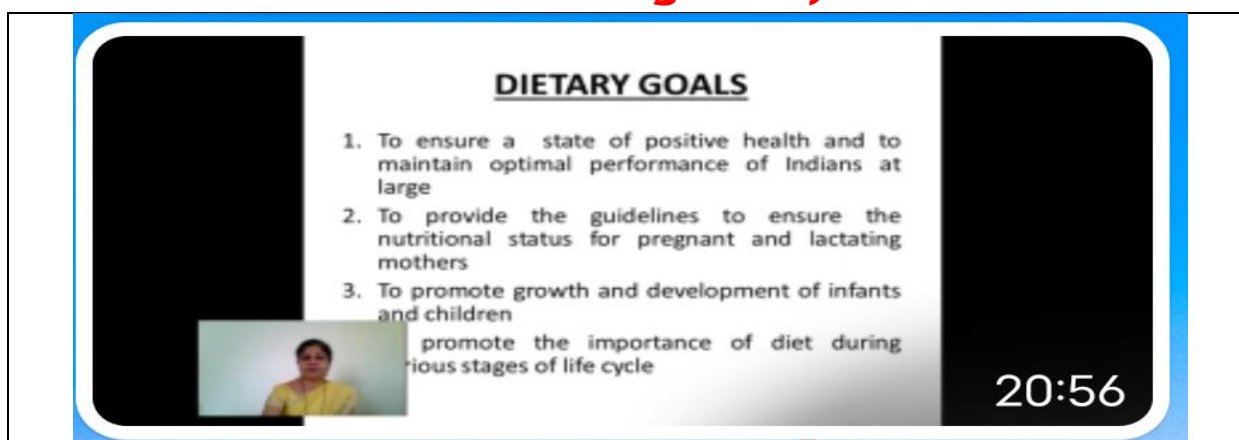 DIETARY GOALS
1. To ensure a state of positive health and to
maintain optimal performance of Indians at
large
2. To provide the guidelines to ensure the
nutritional status for pregnant and lactating
mothers
3. To promote growth and development of infants
and children
promote the importance of diet during
stages of life cycle
20:56